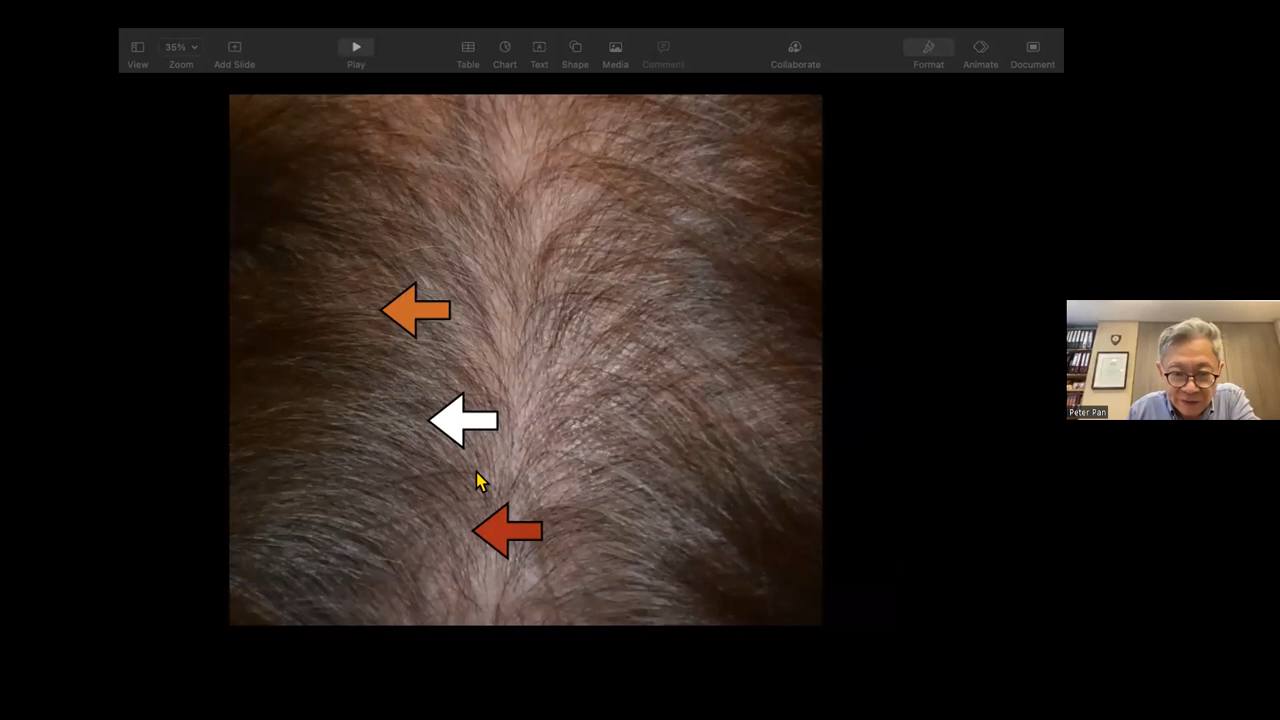 35%
View
Zoom
Add Slide
Play
Table
Chart
Text
Shape
Media
Comment
Collaborate
Format
Animate
Document
Peter Pan